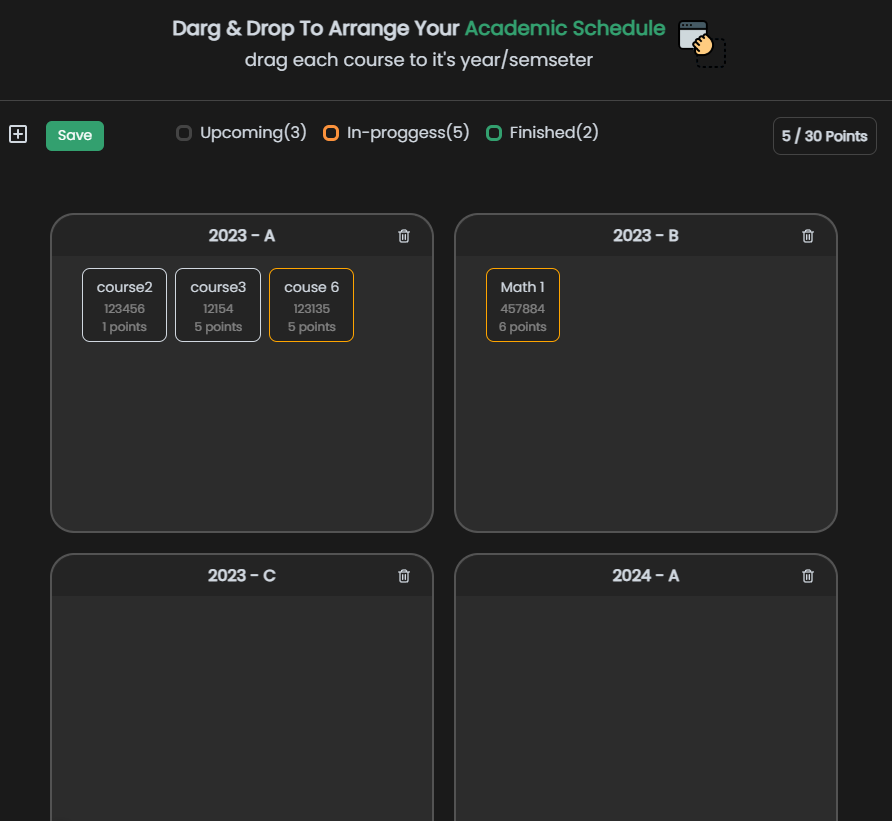 Darg & Drop To Arrange Your Academic Schedule
drag each course to it's year/semseter
Save
Upcoming(3)
In-proggess(5)
Finished(2)
5 / 30 Points
2023 - A
course2
123456
1 points
course3
12154
5 points
couse 6
123135
5 points
2023 - B
Math 1
457884
6 points
2023 - C
2024 - A